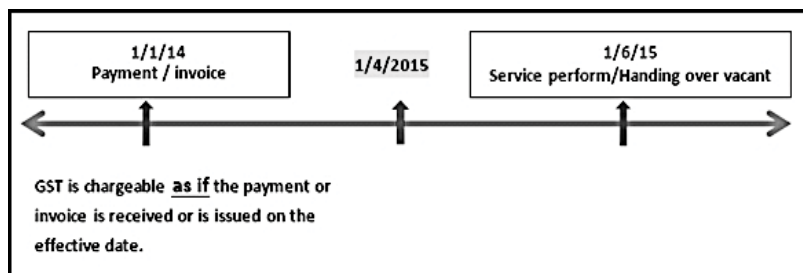 1/1/14
Payment / invoice
1/4/2015
1/6/15
Service perform/Handing over vacant
GST is chargeable as if the payment or
invoice is received or is issued on the
effective date.